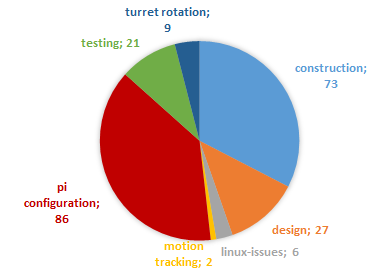 turret rotation;
9
testing; 21
construction;
73
pi
configuration;
86
design; 27
motion
tracking; 2
linux-issues; 6